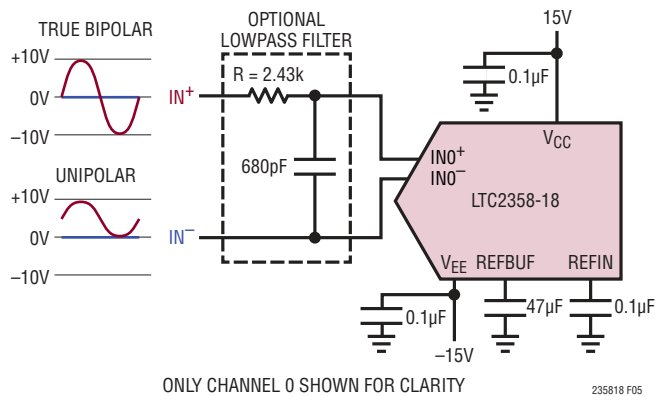 TRUE BIPOLAR
+10V
0V
–10V
UNIPOLAR
+10V
0V
–10V
OPTIONAL
LOWPASS FILTER
R = 2.43k
IN+
680pF
IN–
15V
0.1µF
VCC
IN0+
IN0–
LTC2358-18
VEE REFBUF REFIN
0.1µF
47µF
0.1µF
–15V
ONLY CHANNEL 0 SHOWN FOR CLARITY
235818 F05